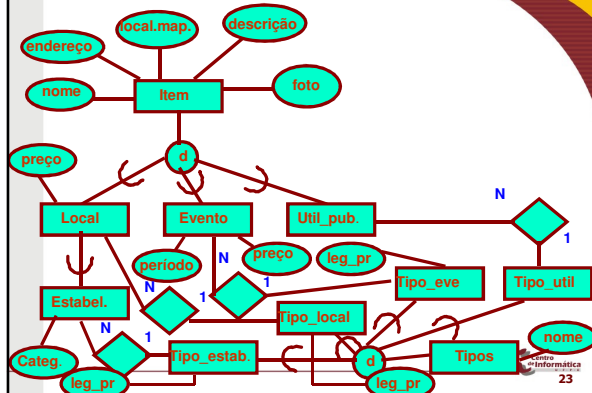 local.map.
descrição
endereço
nome
Item
foto
d
preço
Local
Evento
Util_pub.
N
1
período
N
preço
leg_pr
1
Tipo_eve
Tipo_util
Estabel.
N
1
Tipo_local
N
1
Categ.
Tipo_estab.
d
Tipos
nome
leg_pr
leg_pr
Centro
de Informática
UFPE
23